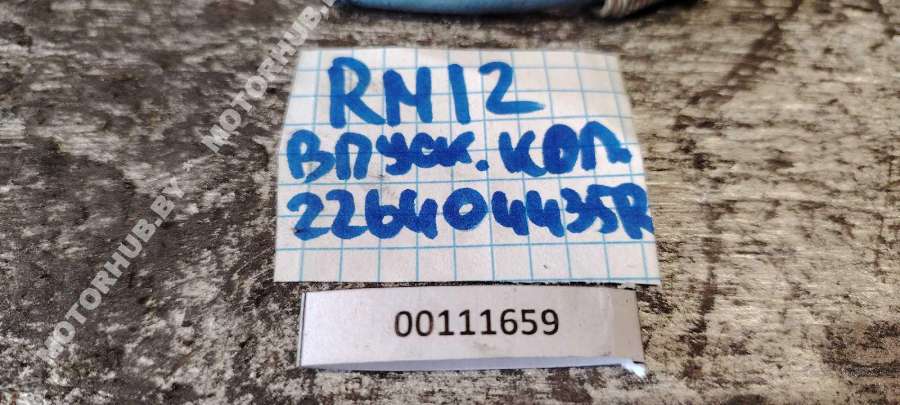 RM12
ВПУСК. КОЛ.
226404435R
00111659
MOTORHUB.BY
MOTORHUB.BY